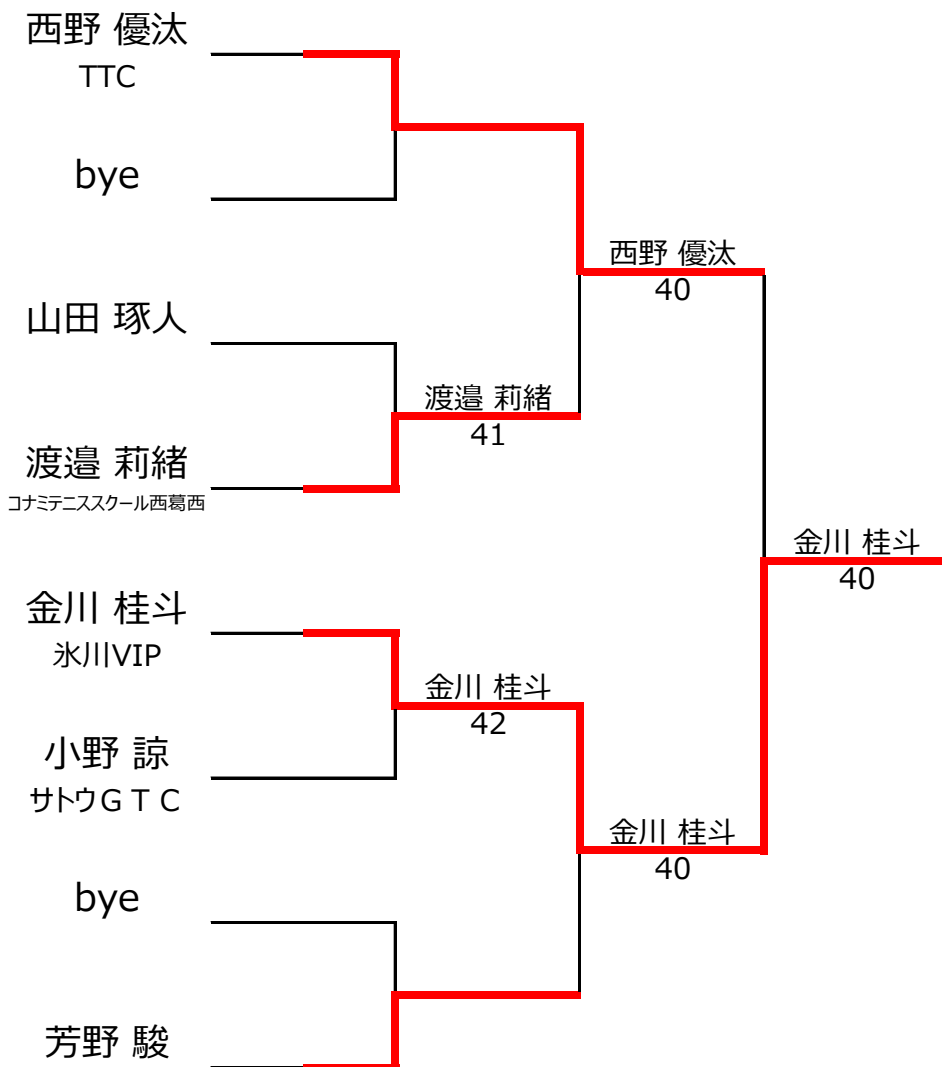 西野 優汰
TTC
bye
山田 琢人
渡邉 莉緒
コナミテニススクール西葛西
金川 桂斗
氷川VIP
小野 諒
サトウGTC
bye
芳野 駿
渡邉 莉緒
41
金川 桂斗
42
西野 優汰
40
金川 桂斗
40
金川 桂斗
40